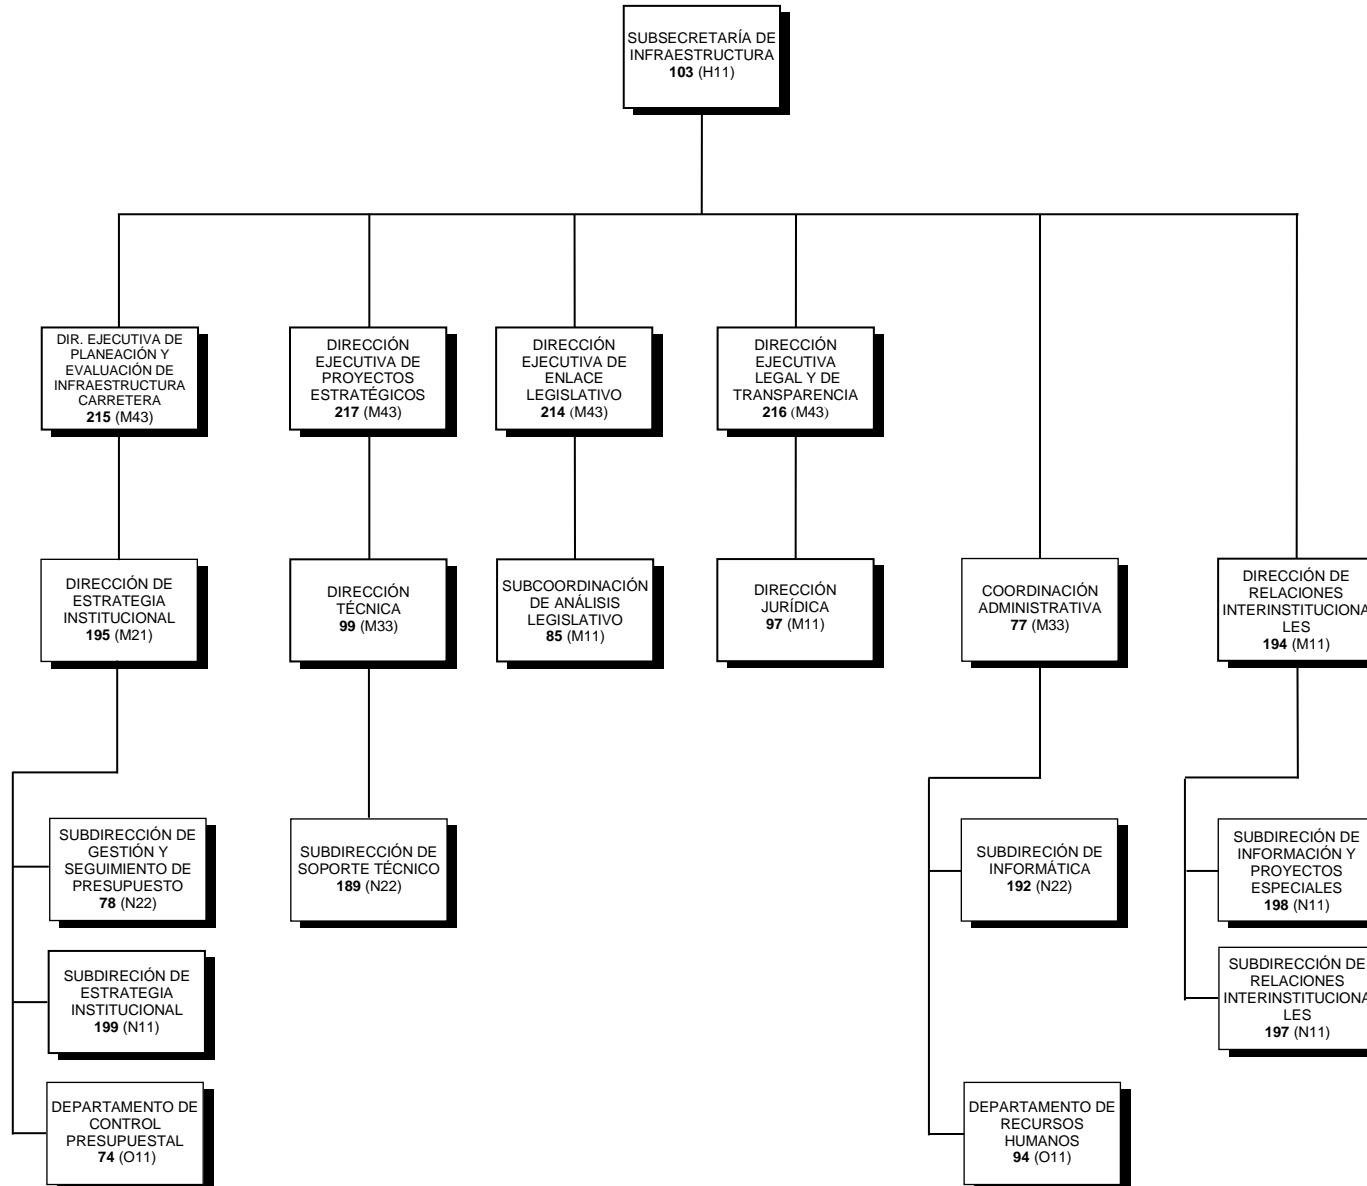 SUBSECRETARÍA DE
INFRAESTRUCTURA
103 (H11)
DIR. EJECUTIVA DE
PLANEACIÓN Y
EVALUACIÓN DE
INFRAESTRUCTURA
CARRETERA
215 (M43)
DIRECCIÓN
EJECUTIVA DE
PROYECTOS
ESTRATÉGICOS
217 (M43)
DIRECCIÓN
EJECUTIVA DE
ENLACE
LEGISLATIVO
214 (M43)
DIRECCIÓN
EJECUTIVA
LEGAL Y DE
TRANSPARENCIA
216 (M43)
DIRECCIÓN DE
ESTRATEGIA
INSTITUCIONAL
195 (M21)
DIRECCIÓN
TÉCNICA
99 (M33)
SUBCOORDINACIÓN
DE ANÁLISIS
LEGISLATIVO
85 (M11)
DIRECCIÓN
JURÍDICA
97 (M11)
COORDINACIÓN
ADMINISTRATIVA
77 (M33)
DIRECCIÓN DE
RELACIONES
INTERINSTITUCIONA
LES
194 (M11)
SUBDIRECCIÓN DE
GESTIÓN Y
SEGUIMIENTO DE
PRESUPUESTO
78 (N22)
SUBDIRECCIÓN DE
SOPORTE TÉCNICO
189 (N22)
SUBDIRECIÓN DE
INFORMÁTICA
192 (N22)
SUBDIRECIÓN DE
INFORMACIÓN Y
PROYECTOS
ESPECIALES
198 (N11)
SUBDIRECIÓN DE
ESTRATEGIA
INSTITUCIONAL
199 (N11)
SUBDIRECCIÓN DE
RELACIONES
INTERINSTITUCIONA
LES
197 (N11)
DEPARTAMENTO DE
CONTROL
PRESUPUESTAL
74 (O11)
DEPARTAMENTO DE
RECURSOS
HUMANOS
94 (O11)